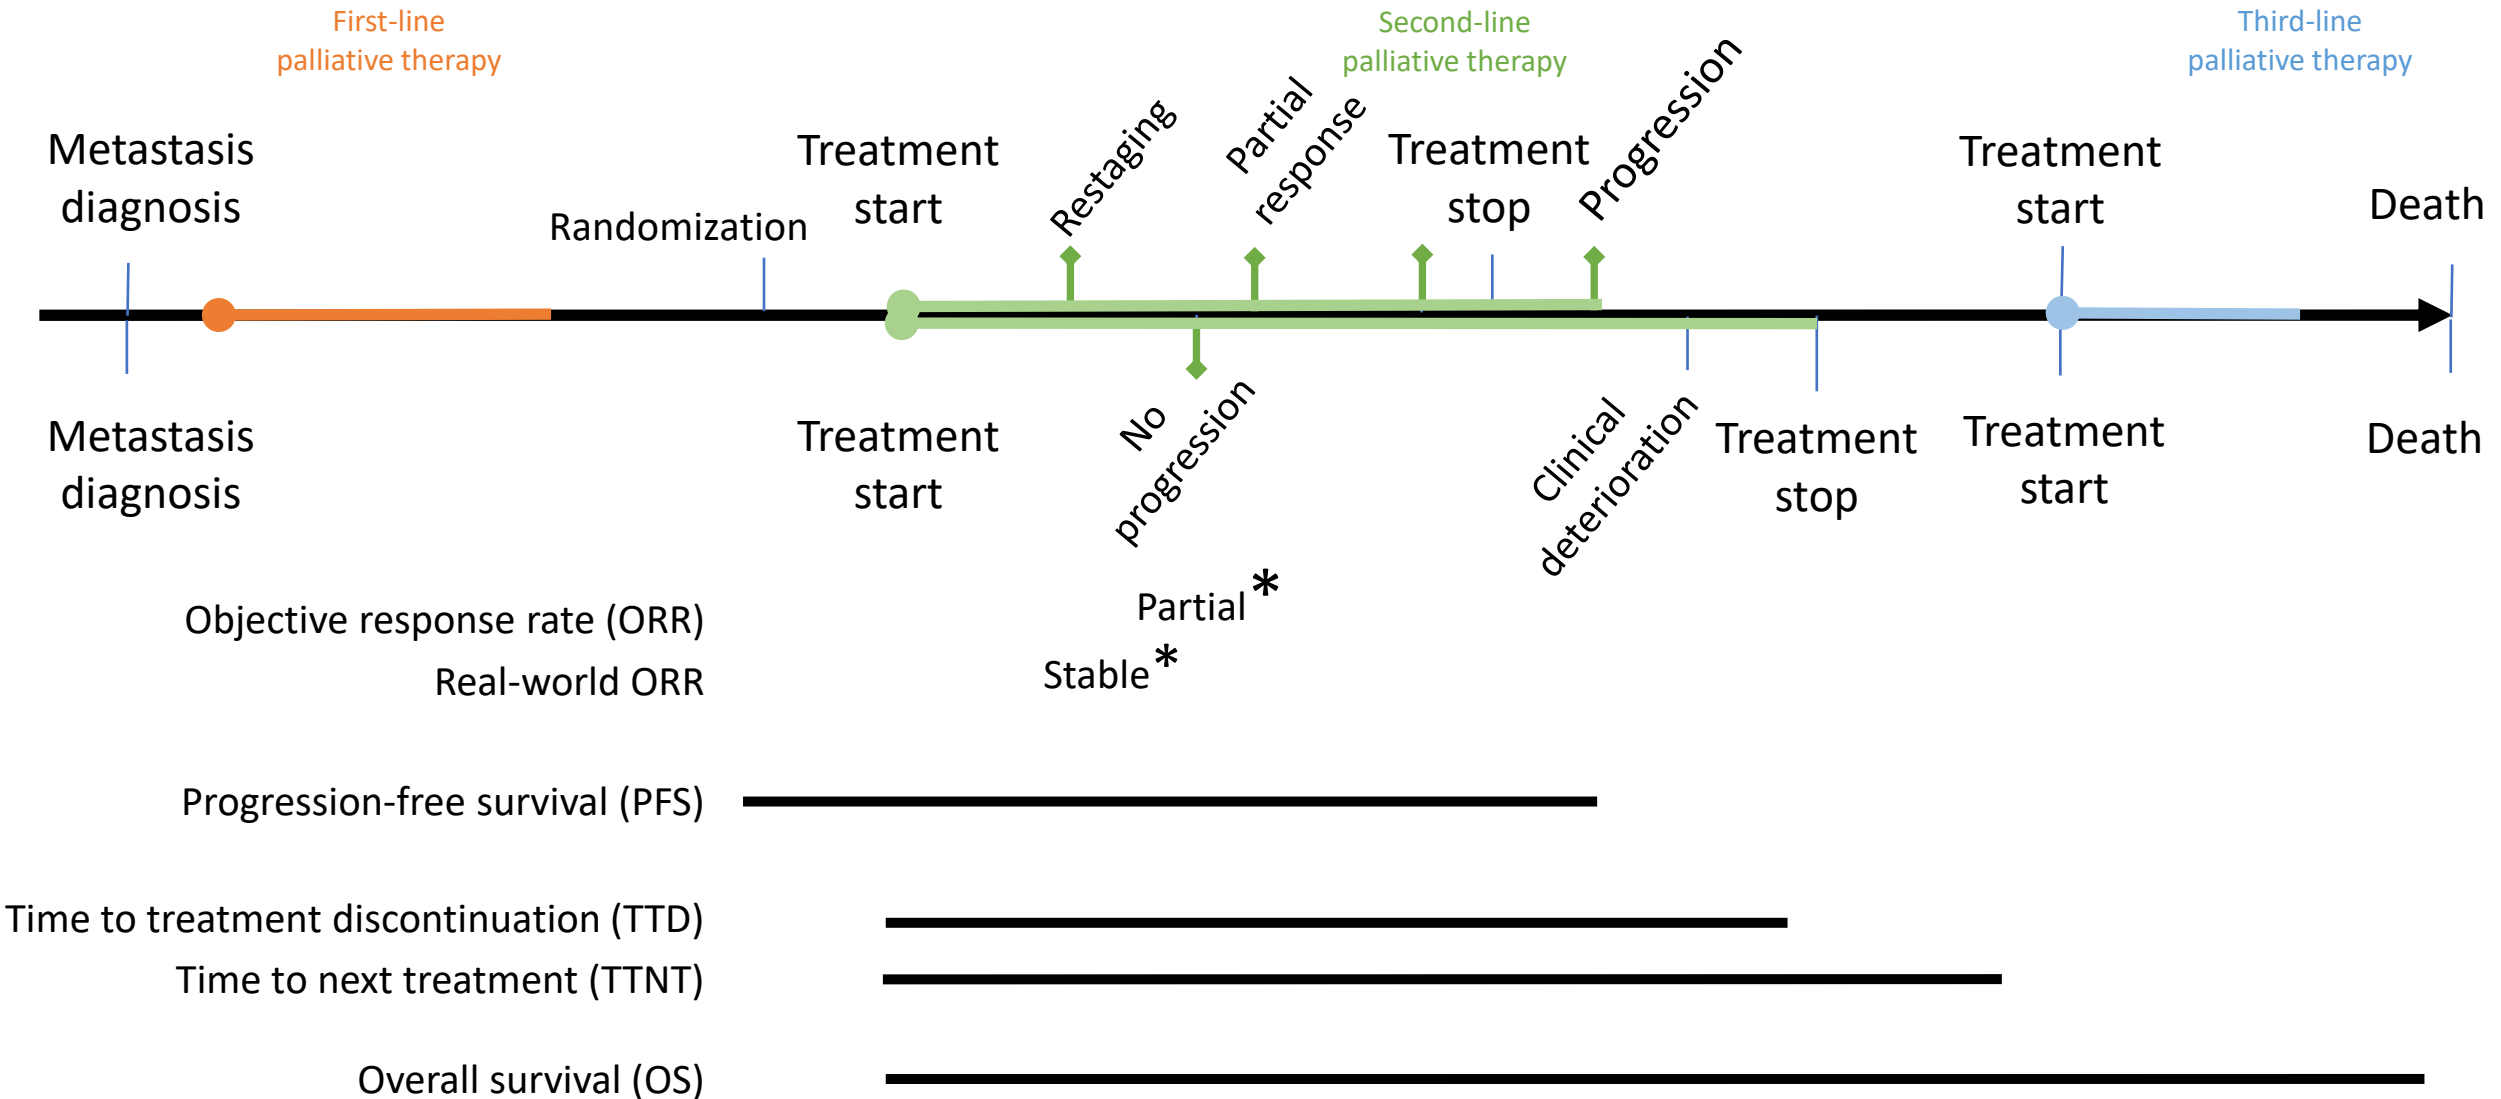 First-line
palliative therapy
Second-line
palliative therapy
Third-line
palliative therapy
Metastasis
diagnosis
Randomization
Treatment
start
Restaging
Partial
response
Treatment
stop
Progression
Treatment
start
Death
Metastasis
diagnosis
Treatment
start
No
progression
Clinical
deterioration
Treatment
stop
Treatment
start
Death
Objective response rate (ORR)
Partial *
Real-world ORR
Stable *
Progression-free survival (PFS)
Time to treatment discontinuation (TTD)
Time to next treatment (TTNT)
Overall survival (OS)